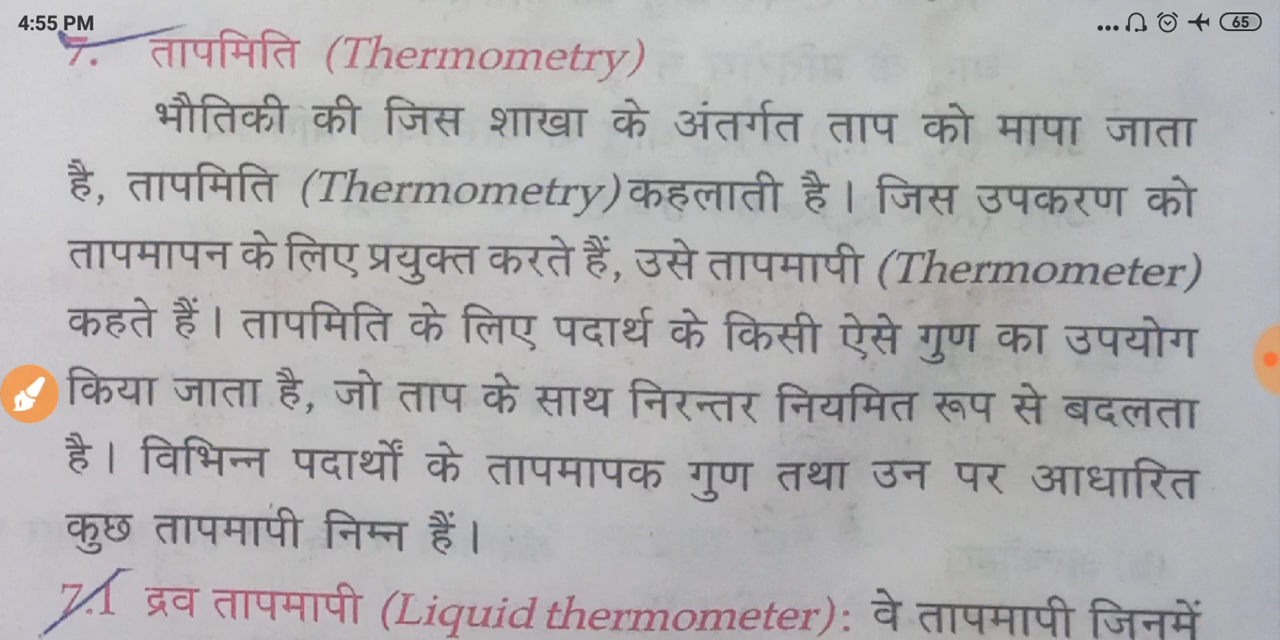 4:55 PM
... 65
7. तापमिति (Thermometry)
भौतिकी की जिस शाखा के अंतर्गत ताप को मापा जाता
है, तापमिति (Thermometry) कहलाती है। जिस उपकरण को
तापमापन के लिए प्रयुक्त करते हैं, उसे तापमापी (Thermometer)
कहते हैं। तापमिति के लिए पदार्थ के किसी ऐसे गुण का उपयोग
किया जाता है, जो ताप के साथ निरन्तर नियमित रूप से बदलता
है। विभिन्न पदार्थों के तापमापक गुण तथा उन पर आधारित
कुछ तापमापी निम्न हैं।
7.1 द्रव तापमापी (Liquid thermometer): वे तापमापी जिनमें